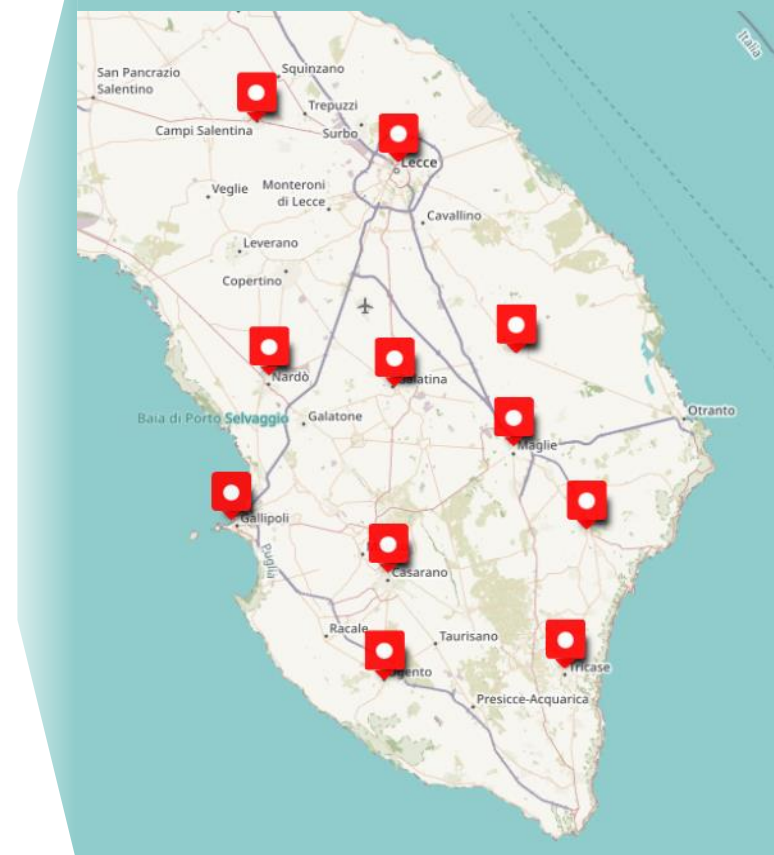 Italia
San Pancrazio
Salentino
Squinzano
Trepuzzi
Campi Salentina
Surbo
Lecce
Veglie
Monteroni
di Lecce
Cavallino
Leverano
Copertino
Nardò
Baia di Porto Selvaggio
Galatone
Otranto
Maglie
Gallipoli
Puglia
Casarano
Racale
Taurisano
Tricase
Presicce-Acquarica